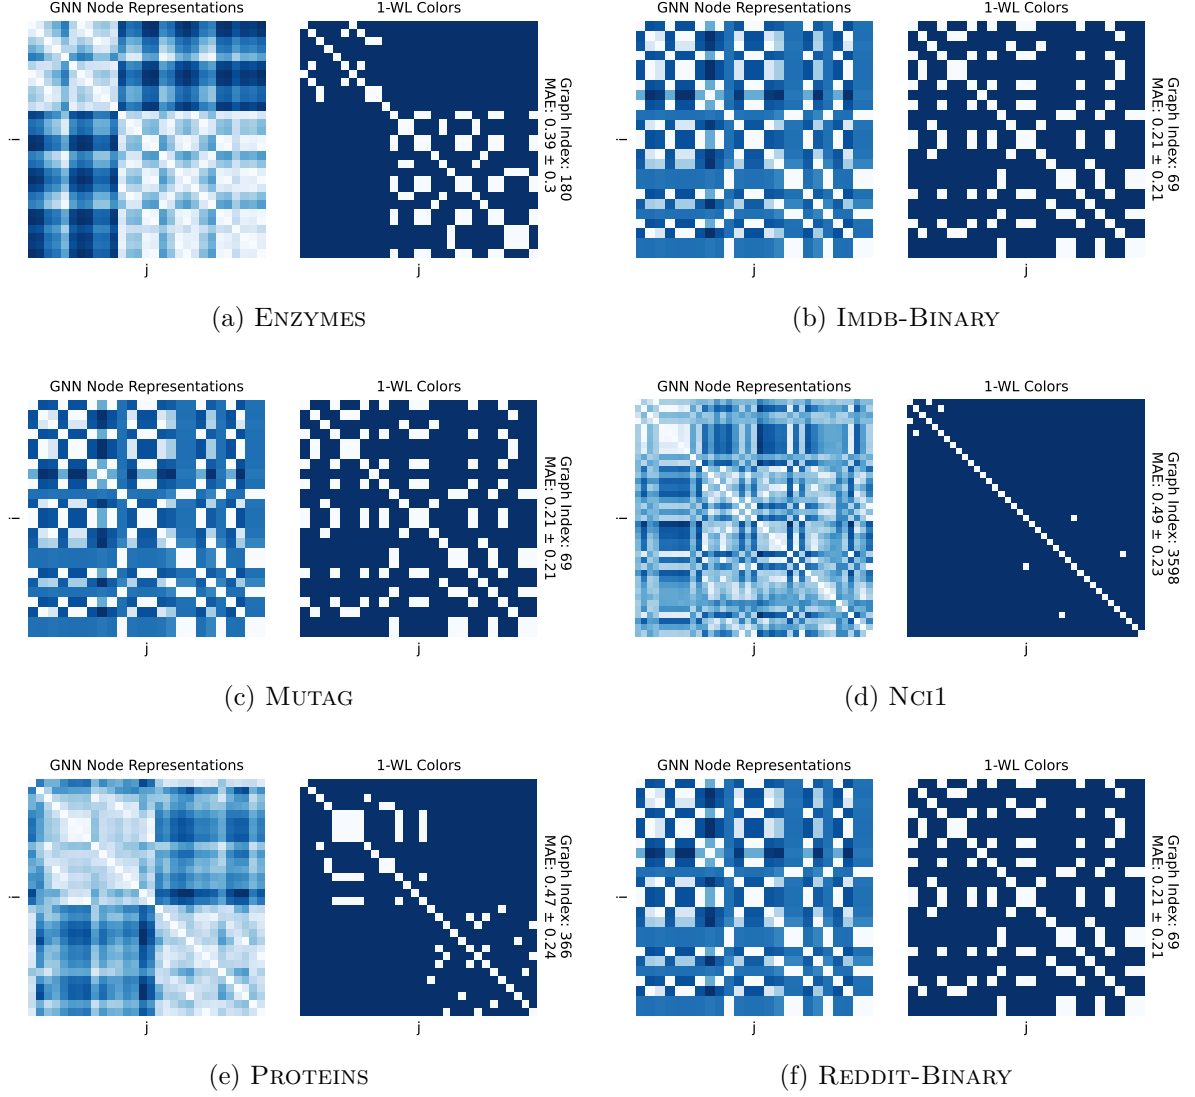 GNN Node Representations
1-WL Colors
i
j
j
Graph Index: 180
MAE: 0.39 ± 0.3
(a) Enzymes
GNN Node Representations
1-WL Colors
i
j
j
Graph Index: 69
MAE: 0.21 ± 0.21
(b) Imdb-Binary
GNN Node Representations
1-WL Colors
i
j
j
Graph Index: 69
MAE: 0.21 ± 0.21
(c) Mutag
GNN Node Representations
1-WL Colors
i
j
j
Graph Index: 3598
MAE: 0.49 ± 0.23
(d) Nci1
GNN Node Representations
1-WL Colors
i
j
j
Graph Index: 366
MAE: 0.47 ± 0.24
(e) Proteins
GNN Node Representations
1-WL Colors
i
j
j
Graph Index: 69
MAE: 0.21 ± 0.21
(f) Reddit-Binary